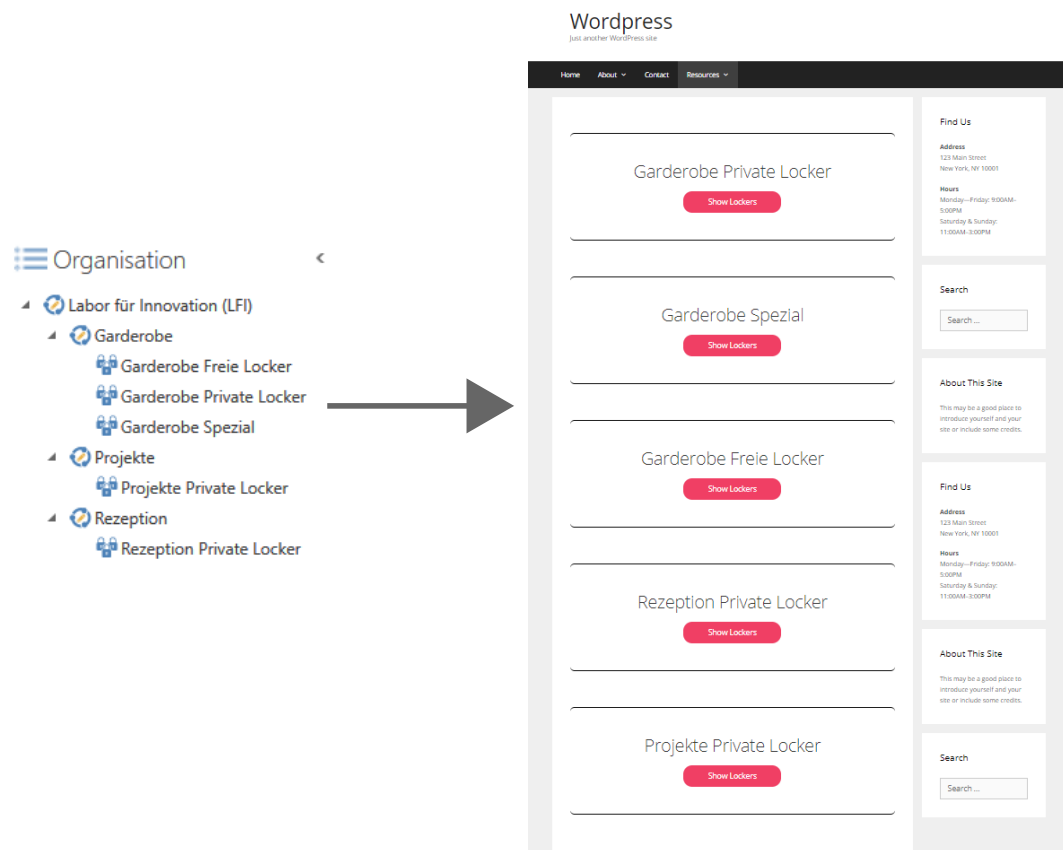 Organisation
Labor für Innovation (LFI)
Garderobe
Garderobe Freie Locker
Garderobe Private Locker
Garderobe Spezial
Projekte
Projekte Private Locker
Rezeption
Rezeption Private Locker
Wordpress
Just another WordPress site
Home About Contact Resources
Garderobe Private Locker
Show Lockers
Garderobe Spezial
Show Lockers
Garderobe Freie Locker
Show Lockers
Rezeption Private Locker
Show Lockers
Projekte Private Locker
Show Lockers
Find Us
Address
123 Main Street
New York, NY 10001
Hours
Monday—Friday: 9:00AM–
5:00PM
Saturday & Sunday:
11:00AM–3:00PM
Search
Search …
About This Site
This may be a good place to
introduce yourself and your
site or include some credits.
Find Us
Address
123 Main Street
New York, NY 10001
Hours
Monday—Friday: 9:00AM–
5:00PM
Saturday & Sunday:
11:00AM–3:00PM
About This Site
This may be a good place to
introduce yourself and your
site or include some credits.
Search
Search …